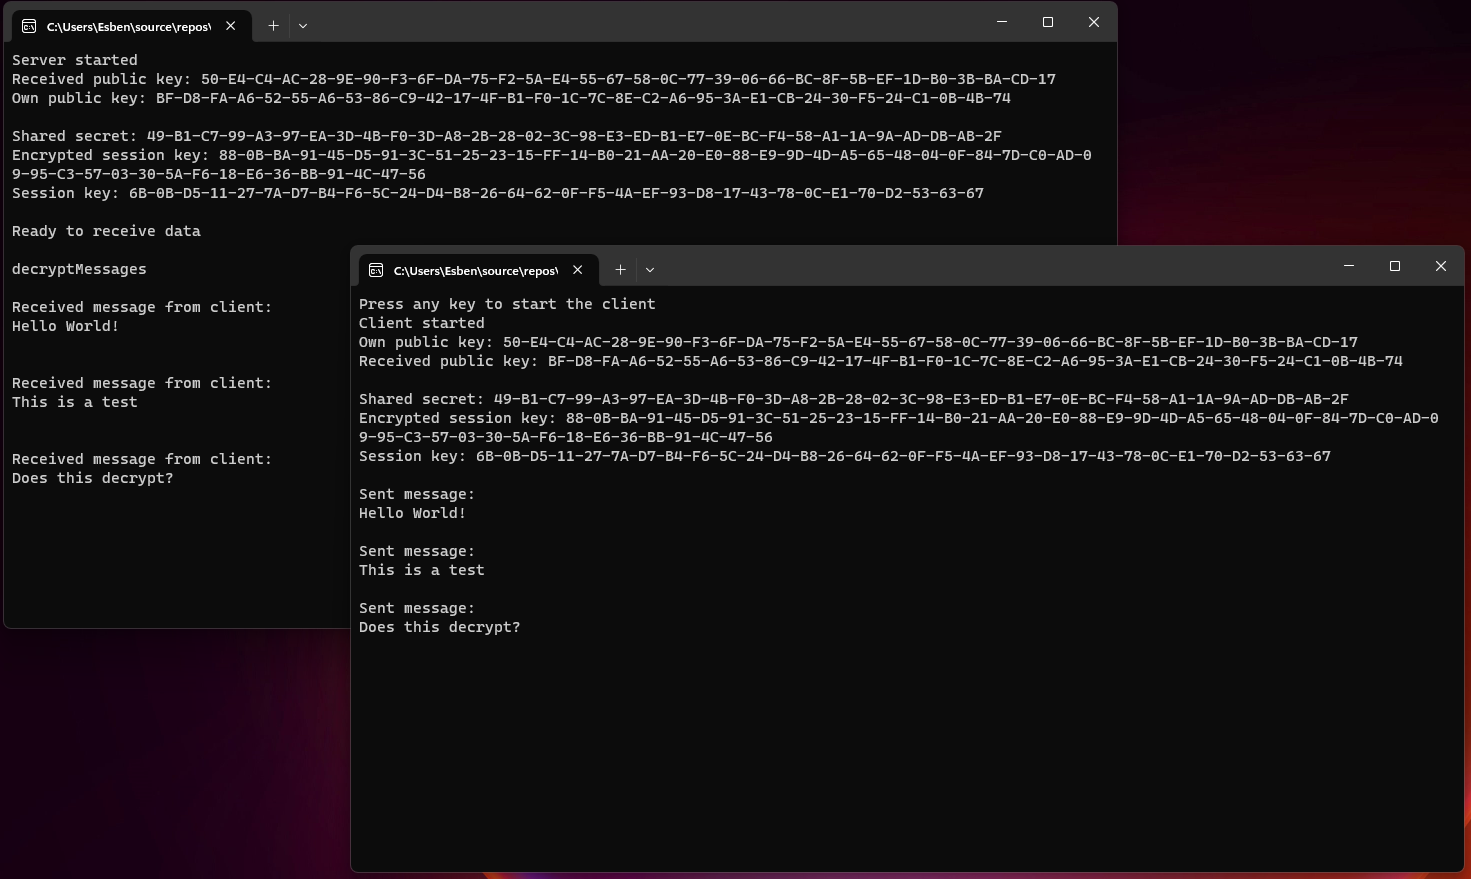 C:\Users\Esben\source\repos\
Server started
Received public key: 50-E4-C4-AC-28-9E-90-F3-6F-DA-75-F2-5A-E4-55-67-58-0C-77-39-06-66-BC-8F-5B-EF-1D-B0-3B-BA-CD-17
Own public key: BF-D8-FA-A6-52-55-A6-53-86-C9-42-17-4F-B1-F0-1C-7C-8E-C2-A6-95-3A-E1-CB-24-30-F5-24-C1-0B-4B-74
Shared secret: 49-B1-C7-99-A3-97-EA-3D-4B-F0-3D-A8-2B-28-02-3C-98-E3-ED-B1-E7-0E-BC-F4-58-A1-1A-9A-AD-DB-AB-2F
Encrypted session key: 88-0B-BA-91-45-D5-91-3C-51-25-23-15-FF-14-B0-21-AA-20-E0-88-E9-9D-4D-A5-65-48-04-0F-84-7D-C0-AD-0
9-95-C3-57-03-30-5A-F6-18-E6-36-BB-91-4C-47-56
Session key: 6B-0B-D5-11-27-7A-D7-B4-F6-5C-24-D4-B8-26-64-62-0F-F5-4A-EF-93-D8-17-43-78-0C-E1-70-D2-53-63-67
Ready to receive data
decryptMessages
Received message from client:
Hello World!
Received message from client:
This is a test
Received message from client:
Does this decrypt?
C:\Users\Esben\source\repos\
Press any key to start the client
Client started
Own public key: 50-E4-C4-AC-28-9E-90-F3-6F-DA-75-F2-5A-E4-55-67-58-0C-77-39-06-66-BC-8F-5B-EF-1D-B0-3B-BA-CD-17
Received public key: BF-D8-FA-A6-52-55-A6-53-86-C9-42-17-4F-B1-F0-1C-7C-8E-C2-A6-95-3A-E1-CB-24-30-F5-24-C1-0B-4B-74
Shared secret: 49-B1-C7-99-A3-97-EA-3D-4B-F0-3D-A8-2B-28-02-3C-98-E3-ED-B1-E7-0E-BC-F4-58-A1-1A-9A-AD-DB-AB-2F
Encrypted session key: 88-0B-BA-91-45-D5-91-3C-51-25-23-15-FF-14-B0-21-AA-20-E0-88-E9-9D-4D-A5-65-48-04-0F-84-7D-C0-AD-0
9-95-C3-57-03-30-5A-F6-18-E6-36-BB-91-4C-47-56
Session key: 6B-0B-D5-11-27-7A-D7-B4-F6-5C-24-D4-B8-26-64-62-0F-F5-4A-EF-93-D8-17-43-78-0C-E1-70-D2-53-63-67
Sent message:
Hello World!
Sent message:
This is a test
Sent message:
Does this decrypt?